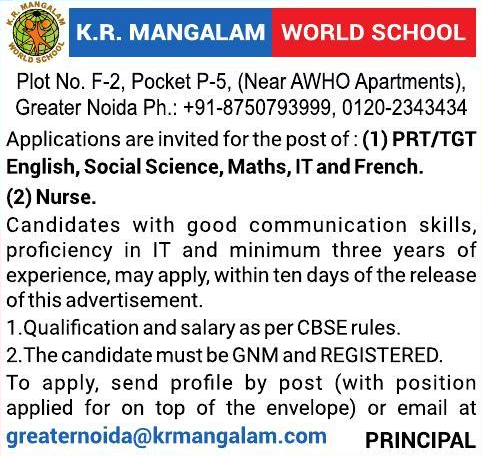 K.R. MANGALAM
WORLD SCHOOL
K.R. MANGALAM WORLD SCHOOL
Plot No. F-2, Pocket P-5, (Near AWHO Apartments),
Greater Noida Ph.: +91-8750793999, 0120-2343434
Applications are invited for the post of : (1) PRT/TGT
English, Social Science, Maths, IT and French.
(2) Nurse.
Candidates with good communication skills,
proficiency in IT and minimum three years of
experience, may apply, within ten days of the release
of this advertisement.
1.Qualification and salary as per CBSE rules.
2.The candidate must be GNM and REGISTERED.
To apply, send profile by post (with position
applied for on top of the envelope) or email at
greaternoida@krmangalam.com PRINCIPAL